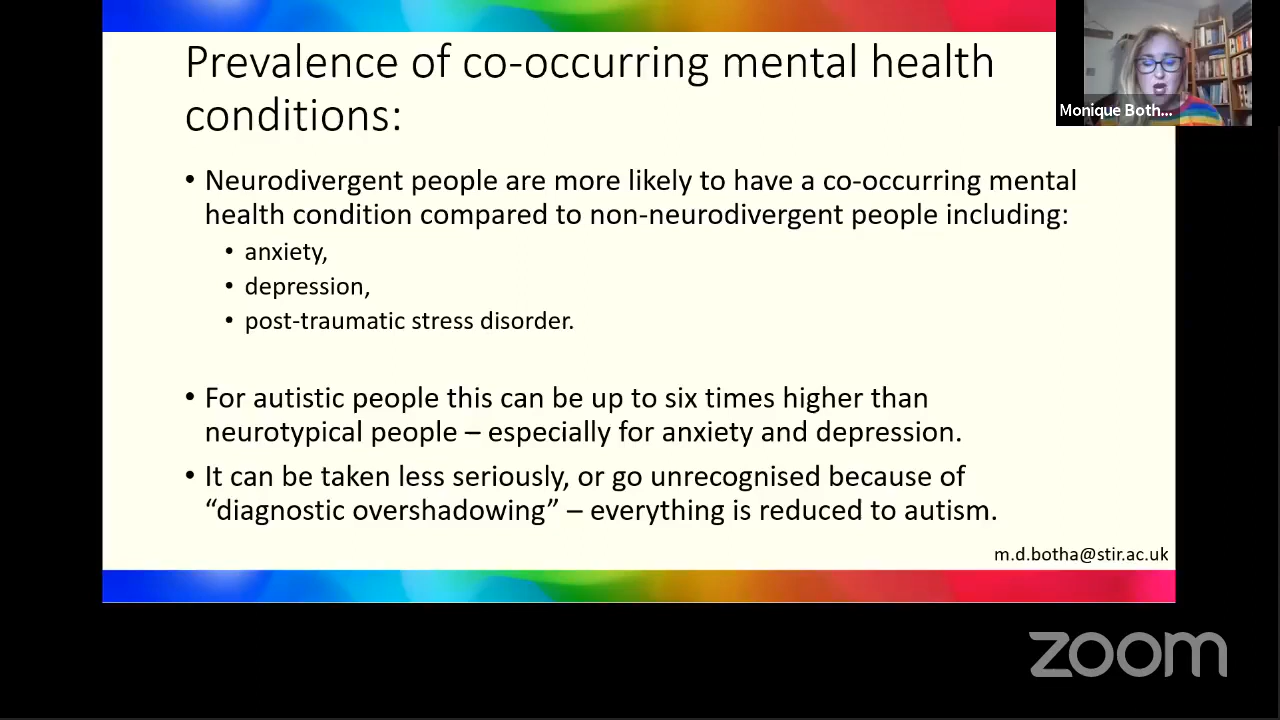 Prevalence of co-occurring mental health
conditions:
Monique Both...
• Neurodivergent people are more likely to have a co-occurring mental
health condition compared to non-neurodivergent people including:
• anxiety,
• depression,
• post-traumatic stress disorder.
• For autistic people this can be up to six times higher than
neurotypical people – especially for anxiety and depression.
• It can be taken less seriously, or go unrecognised because of
“diagnostic overshadowing” – everything is reduced to autism.
m.d.botha@stir.ac.uk
zoom